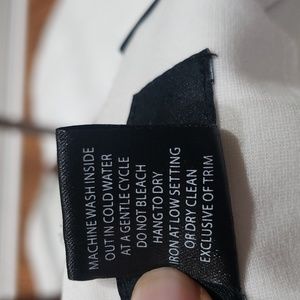 MACHINE WASH INSIDE
OUT IN COLD WATER
AT A GENTLE CYCLE
DO NOT BLEACH
HANG TO DRY
IRON AT LOW SETTING
OR DRY CLEAN
EXCLUSIVE OF TRIM